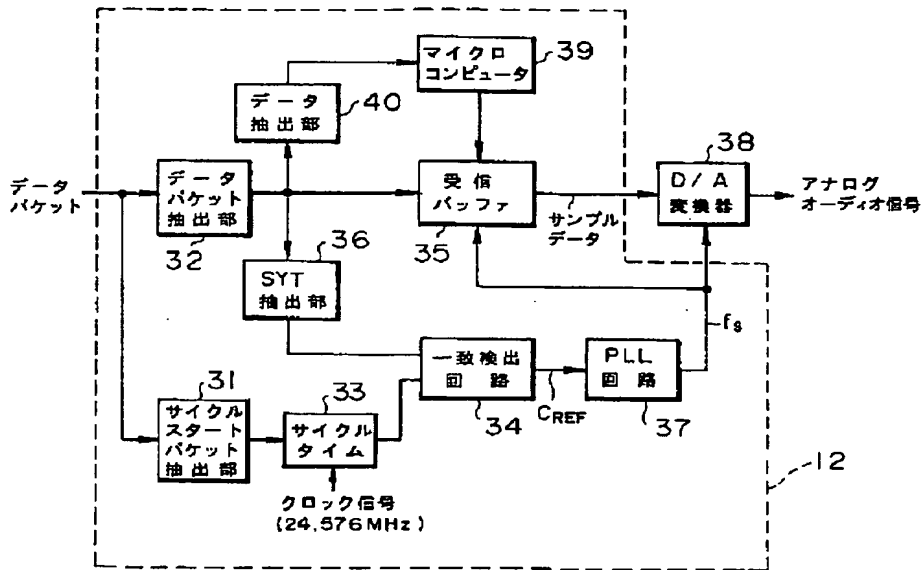 マイクロ
コンピュータ
39
データ
抽出部
40
38
データ
パケット
データ
パケット
抽出部
32
受信
バッファ
35
サンプル
データ
D/A
変換器
アナログ
オーディオ信号
36
SYT
抽出部
fs
31
サイクル
スタート
パケット
抽出部
33
サイクル
タイム
一致検出
回路
34
CREF
PLL
回路
37
12
クロック信号
(24,576MHz)